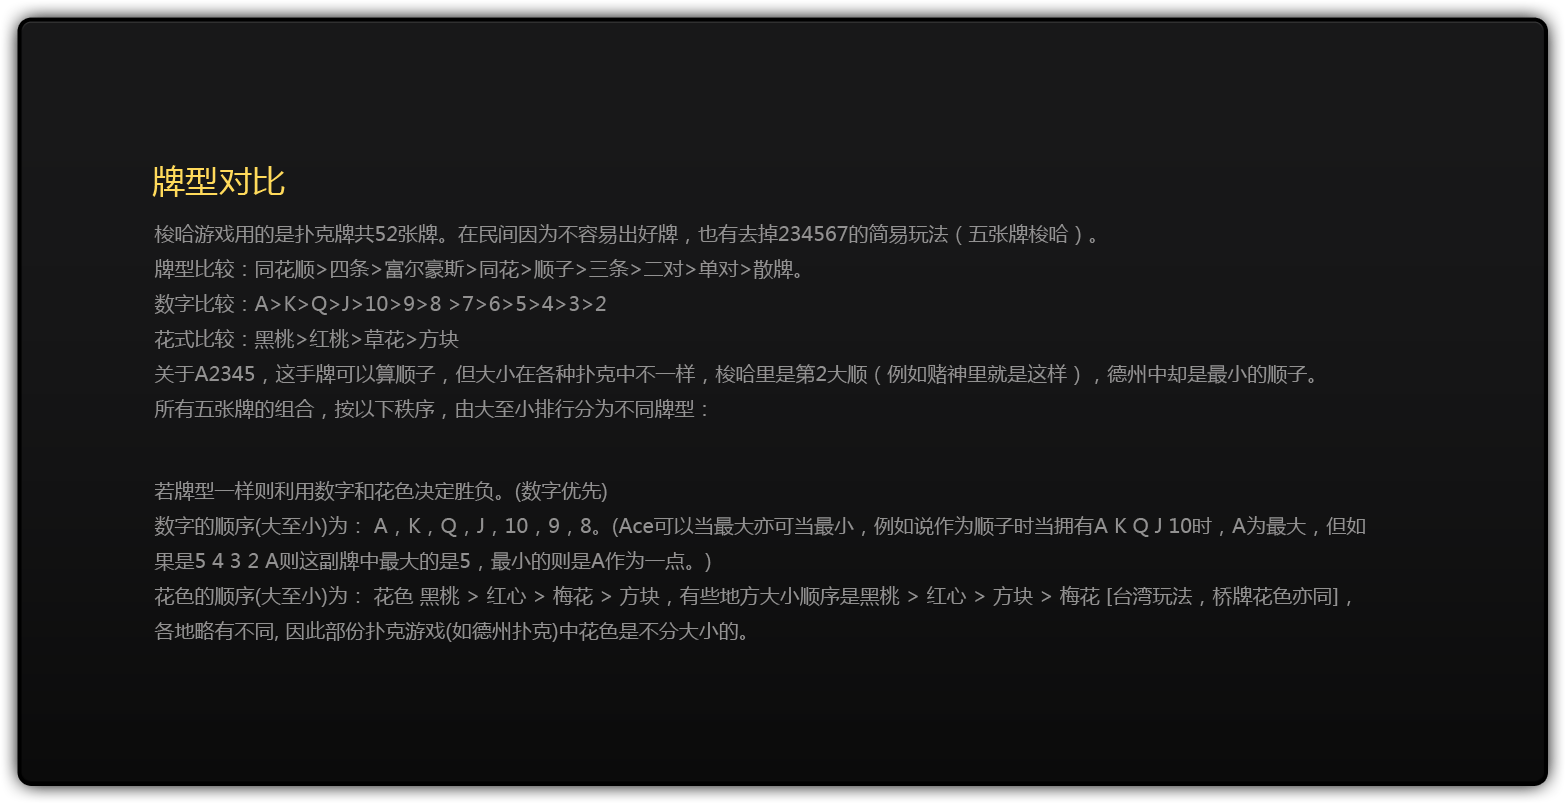 牌型对比
梭哈游戏用的是扑克牌共52张牌。在民间因为不容易出好牌，也有去掉234567的简易玩法（五张牌梭哈）。
牌型比较：同花顺>四条>富尔豪斯>同花>顺子>三条>二对>单对>散牌。
数字比较：A>K>Q>J>10>9>8 >7>6>5>4>3>2
花式比较：黑桃>红桃>草花>方块
关于A2345，这手牌可以算顺子，但大小在各种扑克中不一样，梭哈里是第2大顺（例如赌神里就是这样），德州中却是最小的顺子。
所有五张牌的组合，按以下秩序，由大至小排行分为不同牌型：
若牌型一样则利用数字和花色决定胜负。(数字优先)
数字的顺序(大至小)为： A，K，Q，J，10，9，8。(Ace可以当最大亦可当最小，例如说作为顺子时当拥有A K Q J 10时，A为最大，但如
果是5 4 3 2 A则这副牌中最大的是5，最小的则是A作为一点。)
花色的顺序(大至小)为： 花色 黑桃 > 红心 > 梅花 > 方块，有些地方大小顺序是黑桃 > 红心 > 方块 > 梅花 [台湾玩法，桥牌花色亦同]，
各地略有不同, 因此部份扑克游戏(如德州扑克)中花色是不分大小的。